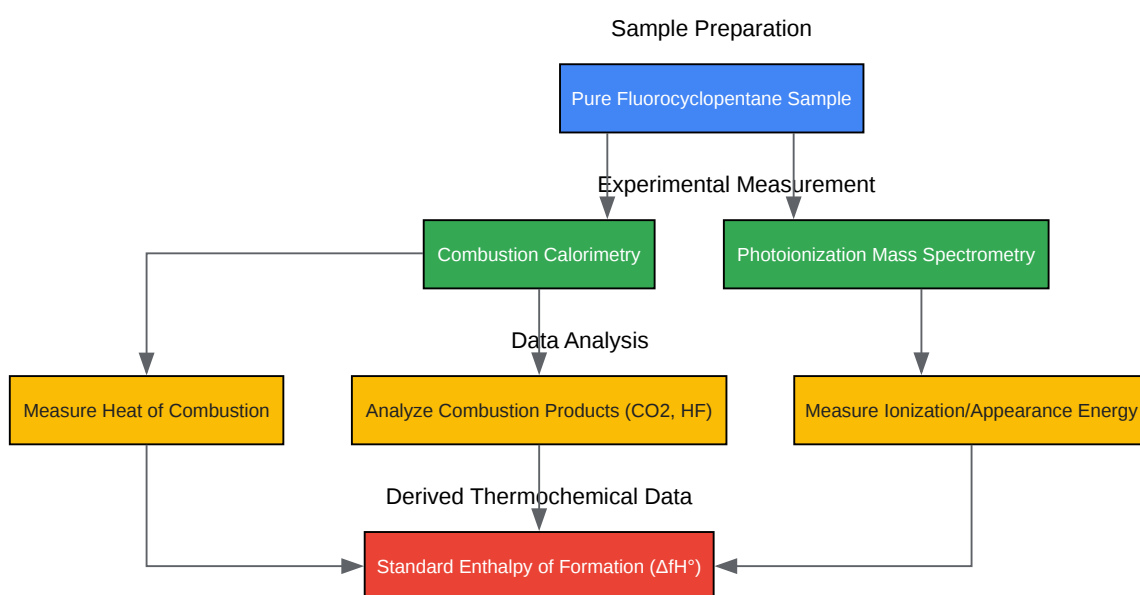 Sample Preparation
Pure Fluorocyclopentane Sample
Experimental Measurement
Combustion Calorimetry
Photoionization Mass Spectrometry
Data Analysis
Measure Heat of Combustion
Analyze Combustion Products (CO2, HF)
Measure Ionization/Appearance Energy
Derived Thermochemical Data
Standard Enthalpy of Formation (ΔfH°)